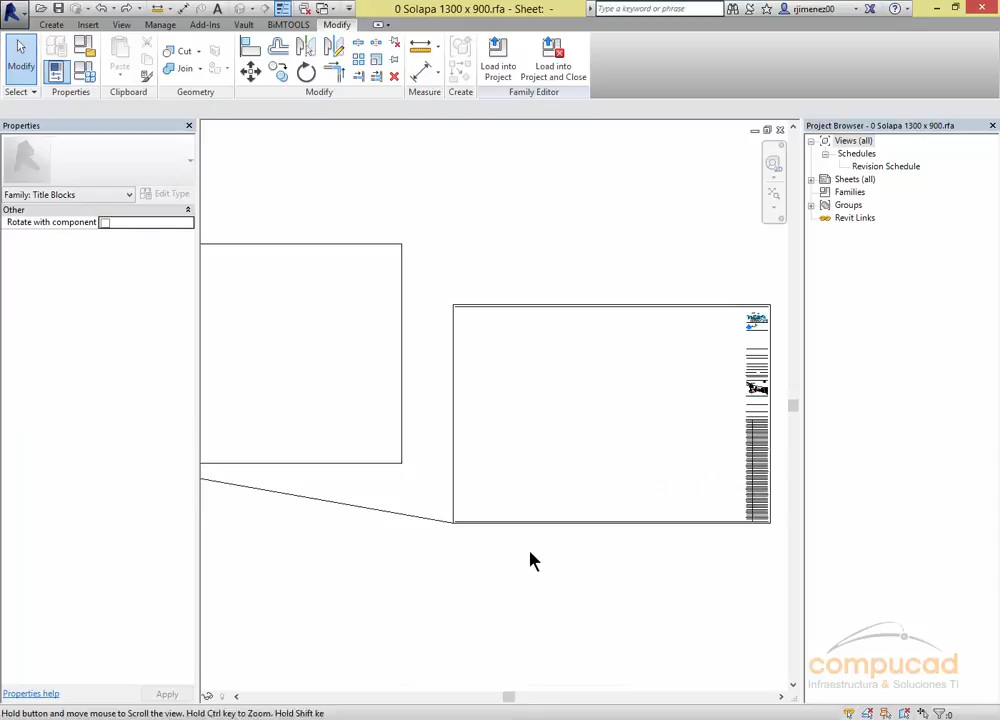 0 Solapa 1300 x 900.rfa - Sheet:  -
Type a keyword or phrase
rjimenez00
Create Insert View Manage Add-Ins Vault BiMTOOLS Modify
Modify
Paste
Cut
Join
Load into Project
Load into Project and Close
Select Properties Clipboard Geometry Modify Measure Create Family Editor
Properties
Family: Title Blocks
Edit Type
Other
Rotate with component
Properties help
Apply
Project Browser - 0 Solapa 1300 x 900.rfa
Views (all)
Schedules
Revision Schedule
Sheets (all)
Families
Groups
Revit Links
compucad
Infraestructura & Soluciones TI
Hold button and move mouse to Scroll the view. Hold Ctrl key to Zoom. Hold Shift ke
:0